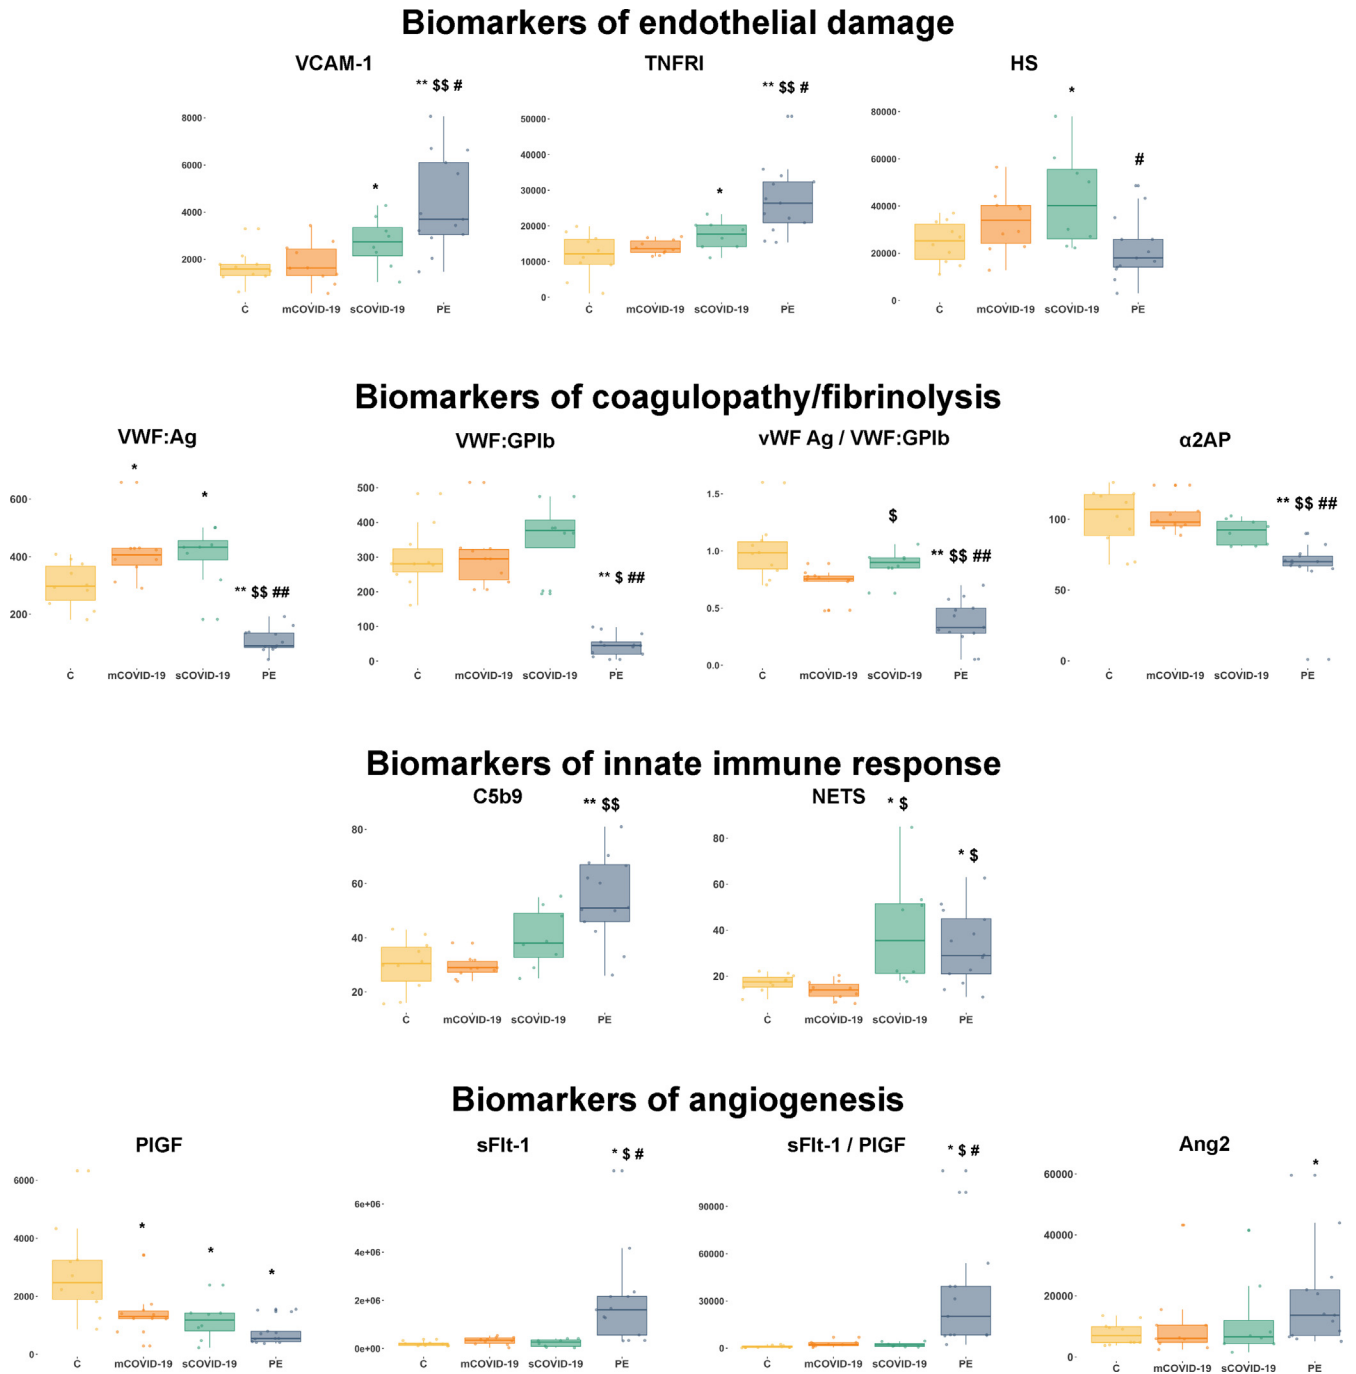 Biomarkers of endothelial damage
VCAM-1
** $$ #
*
8000
6000
4000
2000
C mCOVID-19 sCOVID-19 PE
TNFRI
** $$ #
*
50000
40000
30000
20000
10000
0
C mCOVID-19 sCOVID-19 PE
HS
*
#
80000
60000
40000
20000
0
C mCOVID-19 sCOVID-19 PE
Biomarkers of coagulopathy/fibrinolysis
VWF:Ag
*
*
** $$ ##
600
400
200
C mCOVID-19 sCOVID-19 PE
VWF:GPIb
** $ ##
500
400
300
200
100
0
C mCOVID-19 sCOVID-19 PE
vWF Ag / VWF:GPIb
$
** $$ ##
1.5
1.0
0.5
0.0
C mCOVID-19 sCOVID-19 PE
α2AP
** $$ ##
100
50
0
C mCOVID-19 sCOVID-19 PE
Biomarkers of innate immune response
C5b9
** $$
80
60
40
20
C mCOVID-19 sCOVID-19 PE
NETS
* $
* $
80
60
40
20
C mCOVID-19 sCOVID-19 PE
Biomarkers of angiogenesis
PlGF
*
*
*
6000
4000
2000
0
C mCOVID-19 sCOVID-19 PE
sFlt-1
* $ #
6e+06
4e+06
2e+06
0e+00
C mCOVID-19 sCOVID-19 PE
sFlt-1 / PlGF
* $ #
90000
60000
30000
0
C mCOVID-19 sCOVID-19 PE
Ang2
*
60000
40000
20000
0
C mCOVID-19 sCOVID-19 PE